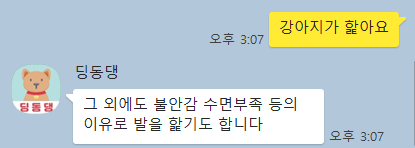 강아지가 핥아요
오후 3:07
딩동댕
딩동댕
그 외에도 불안감 수면부족 등의
이유로 발을 핥기도 합니다
오후 3:07